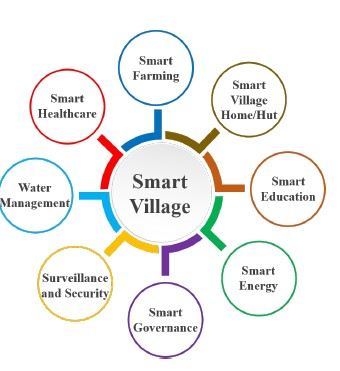 Smart
Farming
Smart
Village
Home/Hut
Smart
Education
Smart
Energy
Smart
Governance
Surveillance
and Security
Water
Management
Smart
Healthcare
Smart
Village